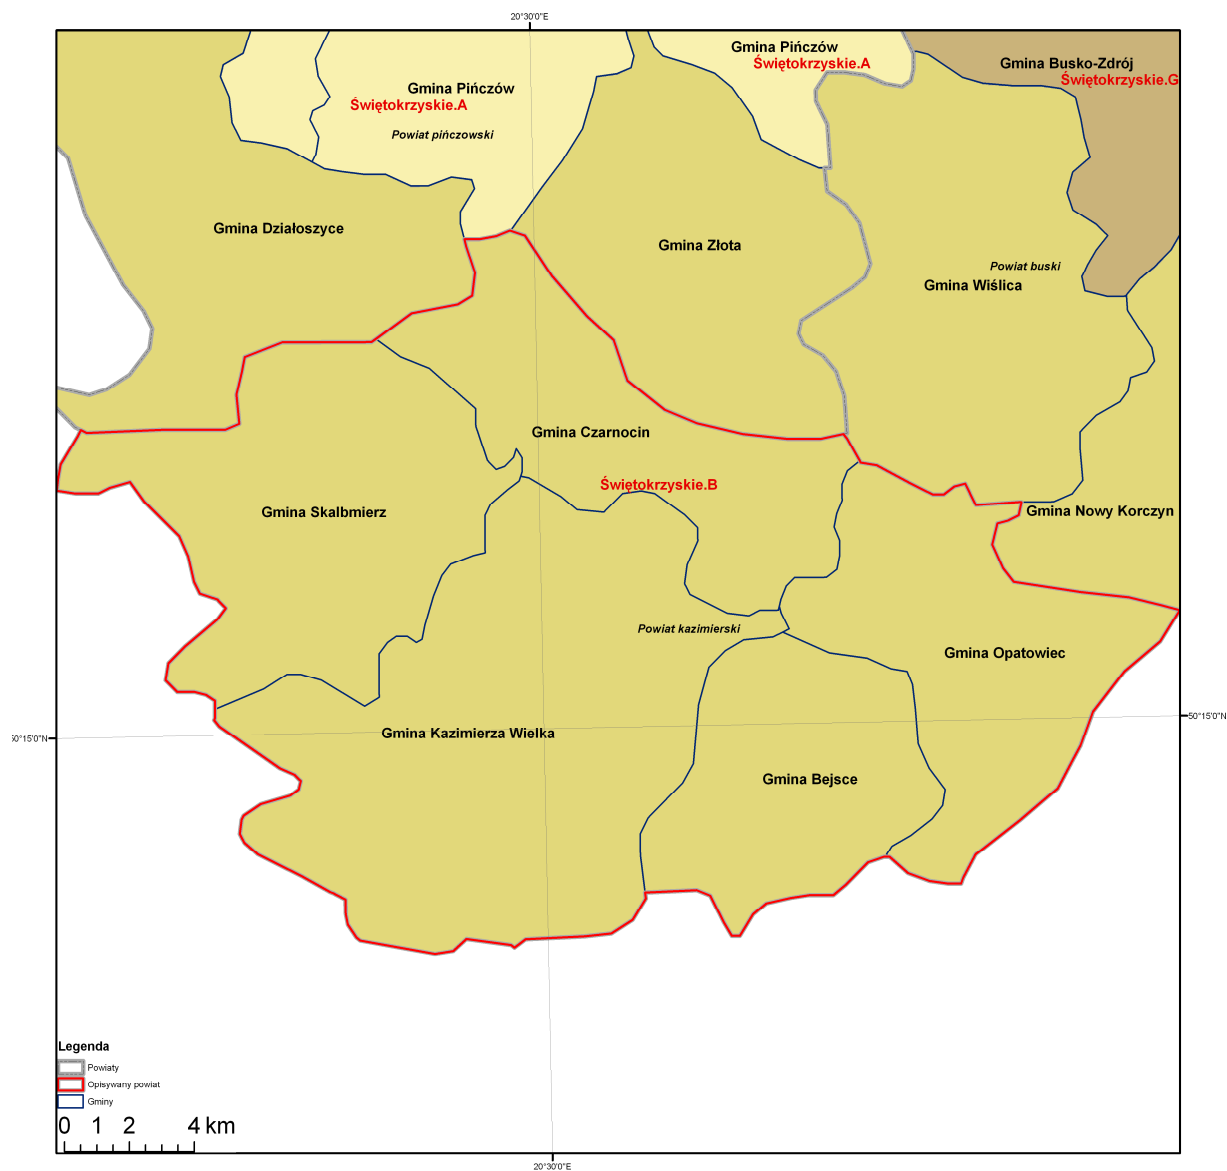 20°30'0"E
Gmina Pińczów
Świętokrzyskie.A
Gmina Busko-Zdrój
Świętokrzyskie.G
Gmina Pińczów
Świętokrzyskie.A
Powiat pińczowski
Gmina Działoszyce
Gmina Złota
Powiat buski
Gmina Wiślica
Gmina Czarnocin
Świętokrzyskie.B
Gmina Skalbmierz
Gmina Nowy Korczyn
Powiat kazimierski
Gmina Opatowiec
50°15'0"N
50°15'0"N
Gmina Kazimierza Wielka
Gmina Bejsce
Legenda
Powiaty
Opisywany powiat
Gminy
0 1 2 4 km
20°30'0"E